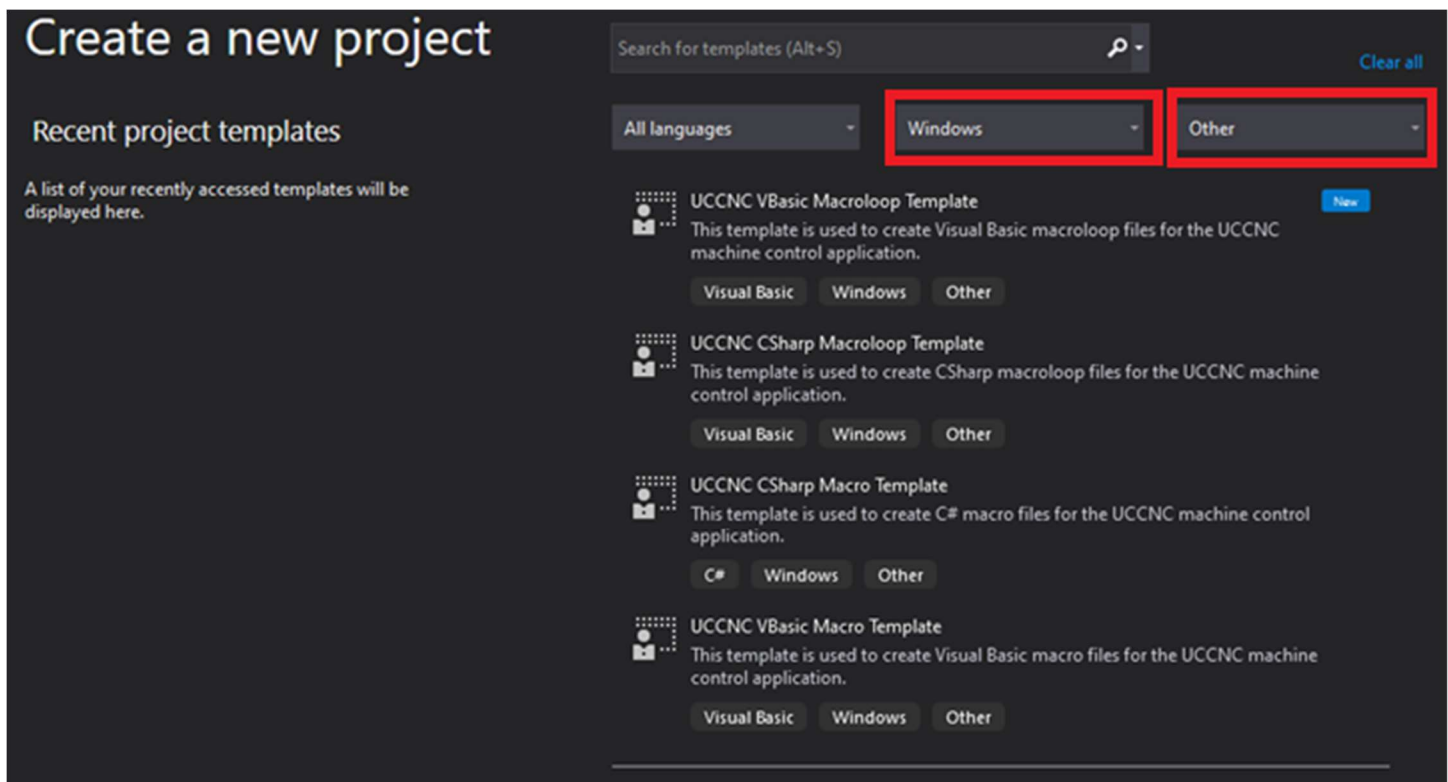 Create a new project
Search for templates (Alt+S)
Clear all
Recent project templates
All languages
Windows
Other
A list of your recently accessed templates will be
displayed here.
UCCNC VBasic Macroloop Template
New
This template is used to create Visual Basic macroloop files for the UCCNC
machine control application.
Visual Basic Windows Other
UCCNC CSharp Macroloop Template
This template is used to create CSharp macroloop files for the UCCNC machine
control application.
Visual Basic Windows Other
UCCNC CSharp Macro Template
This template is used to create C# macro files for the UCCNC machine control
application.
C# Windows Other
UCCNC VBasic Macro Template
This template is used to create Visual Basic macro files for the UCCNC machine
control application.
Visual Basic Windows Other